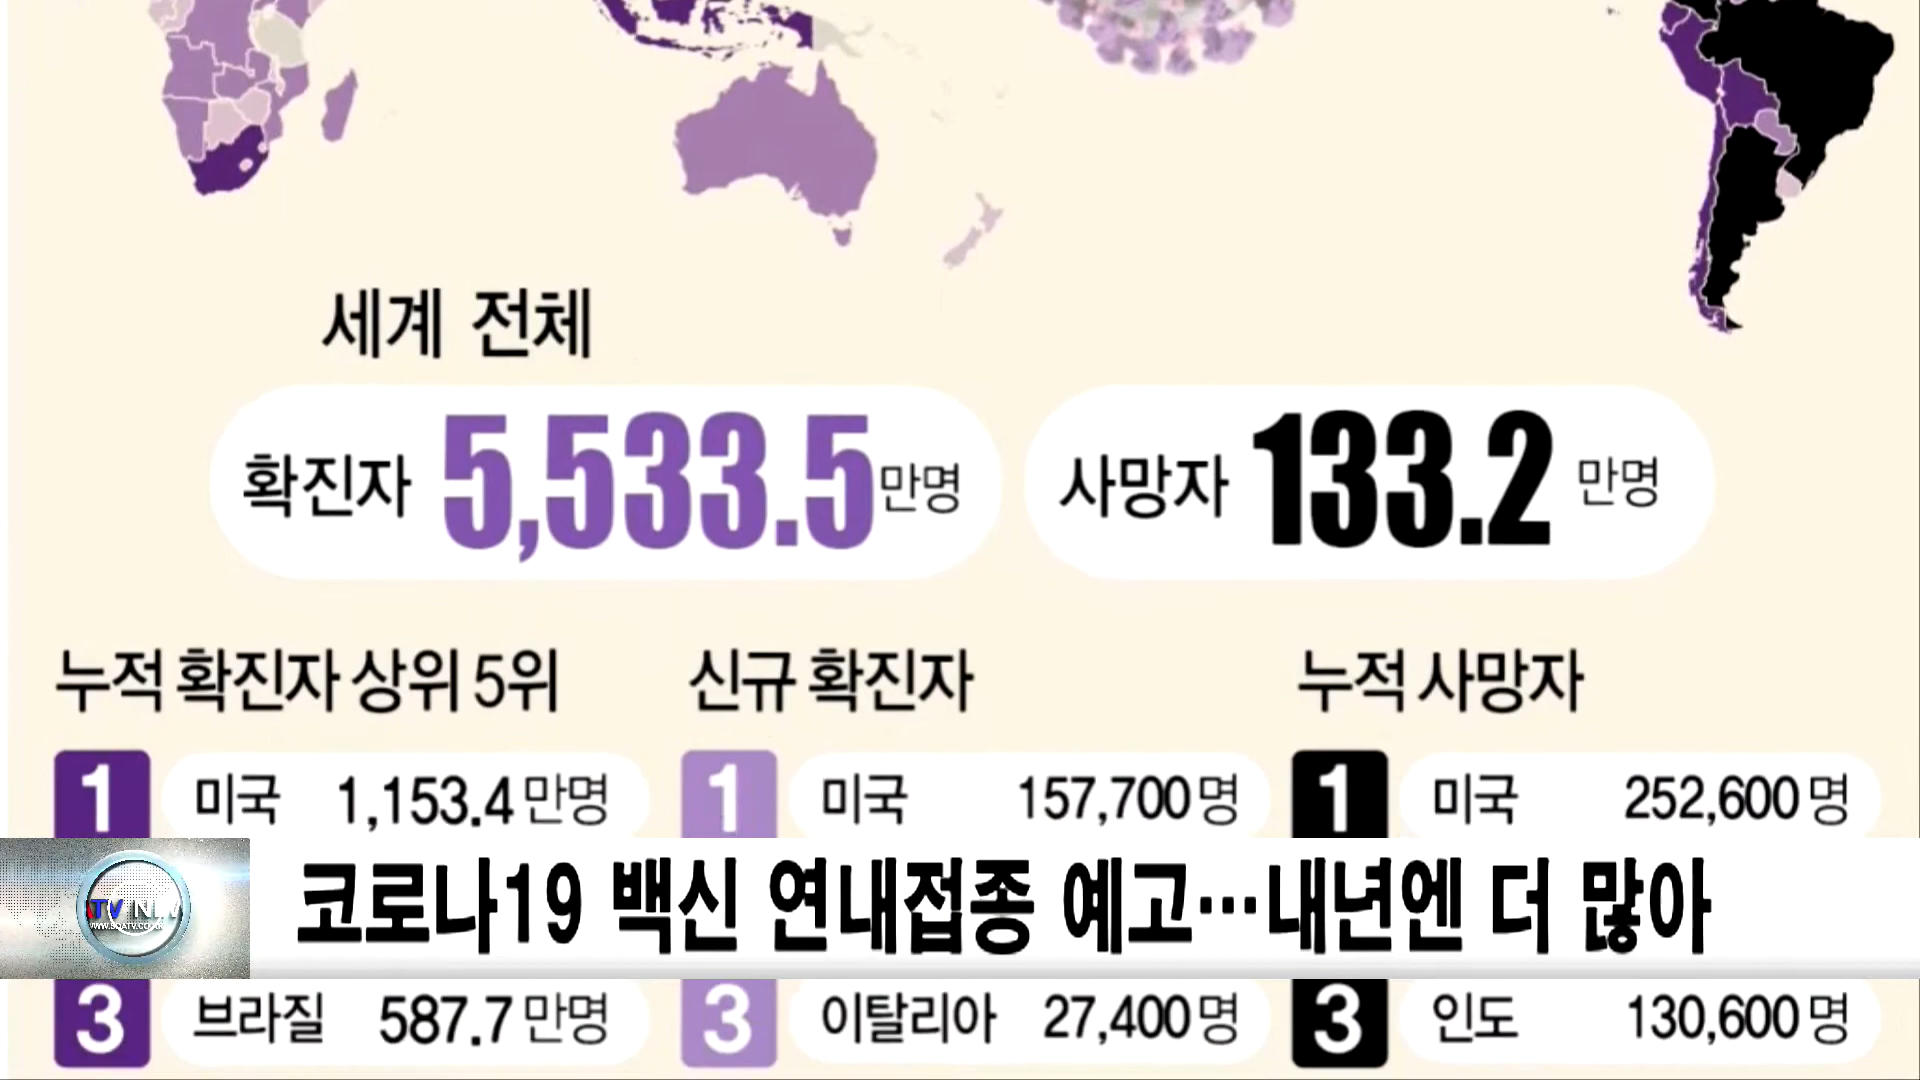 세계 전체
확진자 5,533.5만명
사망자 133.2 만명
누적 확진자 상위 5위
신규 확진자
누적 사망자
1 미국 1,153.4만명
1 미국 157,700명
1 미국 252,600명
코로나19 백신 연내접종 예고…내년엔 더 많아
3 브라질 587.7만명
3 이탈리아 27,400명
3 인도 130,600명